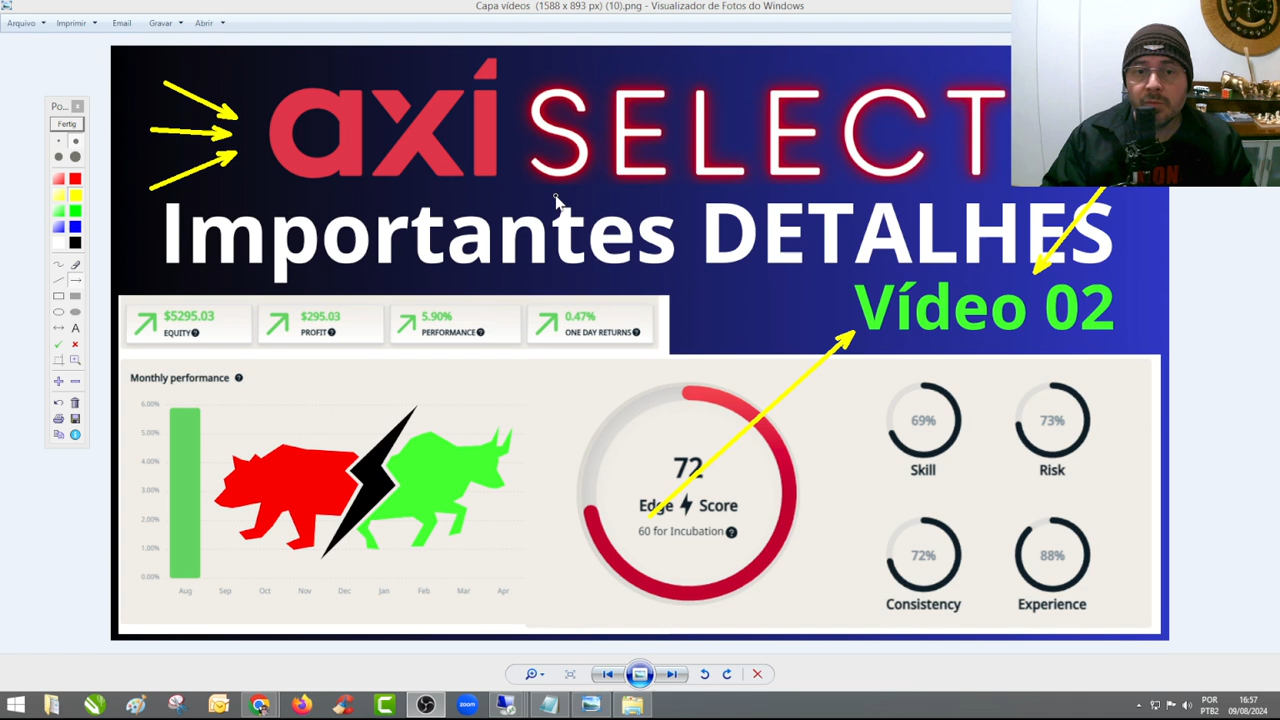 Capa vídeos (1588 x 893 px) (10).png - Visualizador de Fotos do Windows
Arquivo Imprimir Email Gravar Abrir
Po... x
Fertig
A
axi SELECT
Importantes DETALHES
Vídeo 02
$5295.03
EQUITY?
$295.03
PROFIT?
5.90%
PERFORMANCE?
0.47%
ONE DAY RETURNS?
Monthly performance ?
6.00%
5.00%
4.00%
3.00%
2.00%
1.00%
0.00%
Aug Sep Oct Nov Dec Jan Feb Mar Apr
72
Edge Score
60 for Incubation ?
69%
Skill
73%
Risk
72%
Consistency
88%
Experience
zoom
POR
PTB2
16:57
09/08/2024